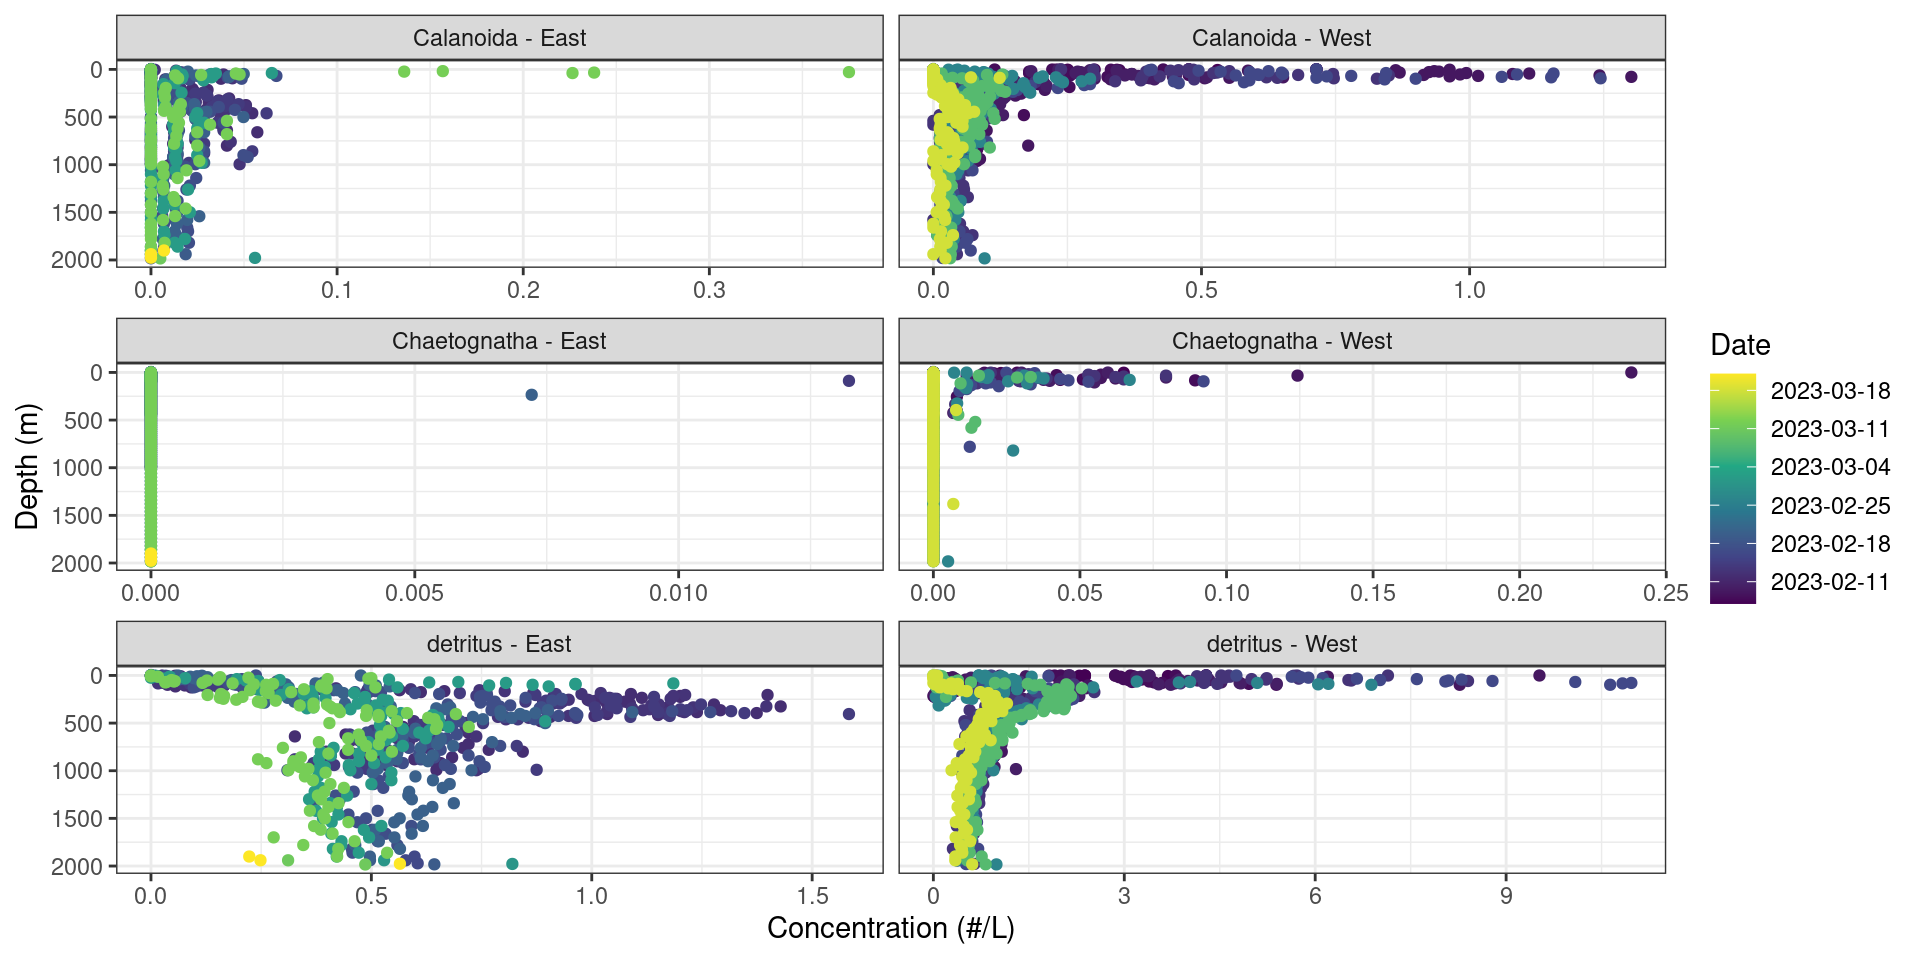 Calanoida - East
Calanoida - West
0
500
1000
1500
2000
0.0 0.1 0.2 0.3
0.0 0.5 1.0
Chaetognatha - East
Chaetognatha - West
0
500
1000
1500
2000
0.000 0.005 0.010
0.00 0.05 0.10 0.15 0.20 0.25
detritus - East
detritus - West
0
500
1000
1500
2000
0.0 0.5 1.0 1.5
0 3 6 9
Depth (m)
Concentration (#/L)
Date
2023-03-18
2023-03-11
2023-03-04
2023-02-25
2023-02-18
2023-02-11